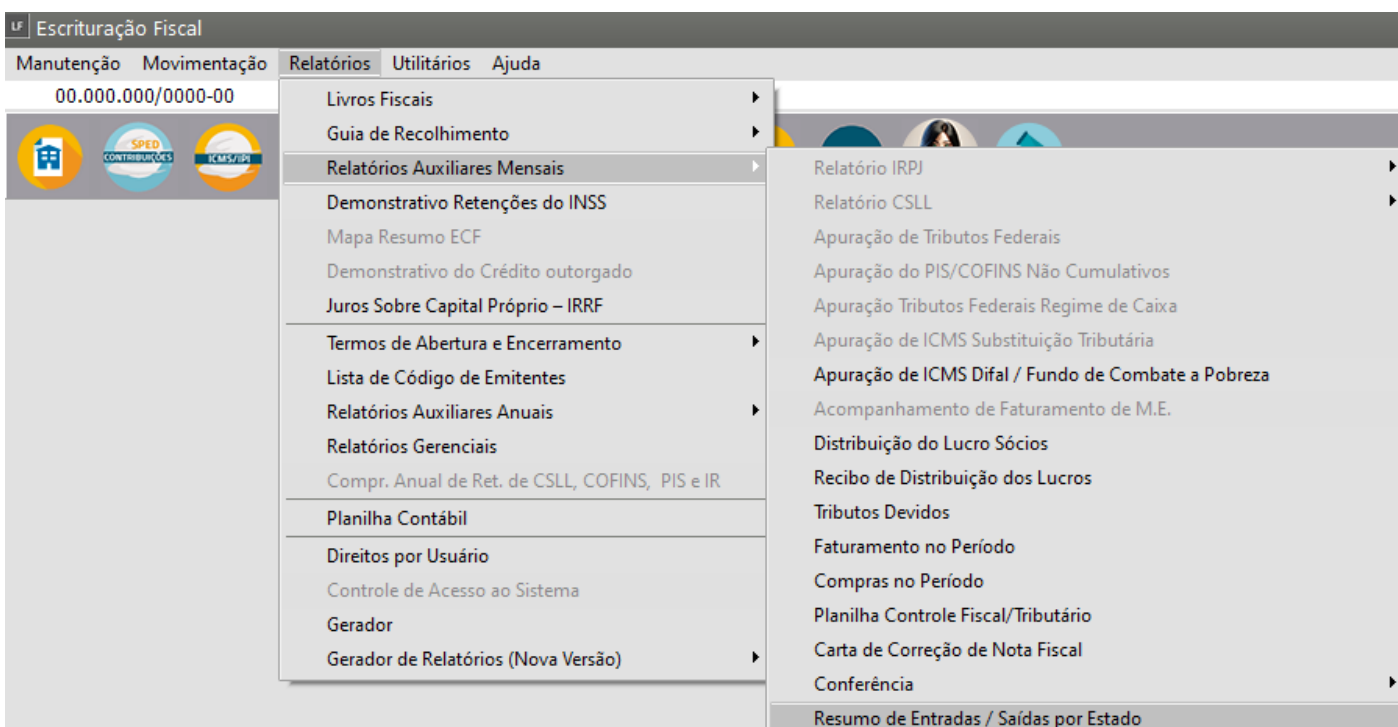 LF Escrituração Fiscal
Manutenção Movimentação Relatórios Utilitários Ajuda
00.000.000/0000-00
SPED
CONTRIBUIÇÕES
ICMS/IPI
Livros Fiscais
Guia de Recolhimento
Relatórios Auxiliares Mensais
Demonstrativo Retenções do INSS
Mapa Resumo ECF
Demonstrativo do Crédito outorgado
Juros Sobre Capital Próprio – IRRF
Termos de Abertura e Encerramento
Lista de Código de Emitentes
Relatórios Auxiliares Anuais
Relatórios Gerenciais
Compr. Anual de Ret. de CSLL, COFINS, PIS e IR
Planilha Contábil
Direitos por Usuário
Controle de Acesso ao Sistema
Gerador
Gerador de Relatórios (Nova Versão)
Relatório IRPJ
Relatório CSLL
Apuração de Tributos Federais
Apuração do PIS/COFINS Não Cumulativos
Apuração Tributos Federais Regime de Caixa
Apuração de ICMS Substituição Tributária
Apuração de ICMS Difal / Fundo de Combate a Pobreza
Acompanhamento de Faturamento de M.E.
Distribuição do Lucro Sócios
Recibo de Distribuição dos Lucros
Tributos Devidos
Faturamento no Período
Compras no Período
Planilha Controle Fiscal/Tributário
Carta de Correção de Nota Fiscal
Conferência
Resumo de Entradas / Saídas por Estado